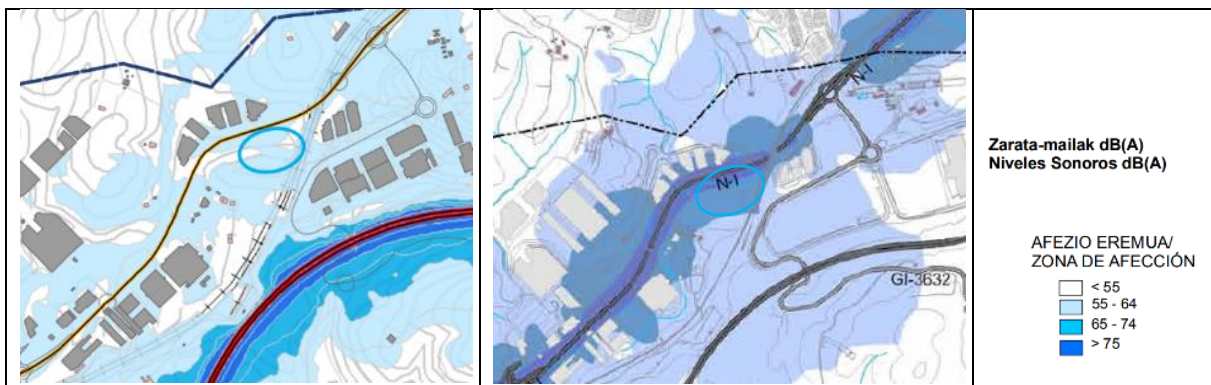 N-I
N-I
GI-3632
Zarata-mailak dB(A)
Niveles Sonoros dB(A)
AFEZIO EREMUA/
ZONA DE AFECCIÓN
< 55
55 - 64
65 - 74
> 75